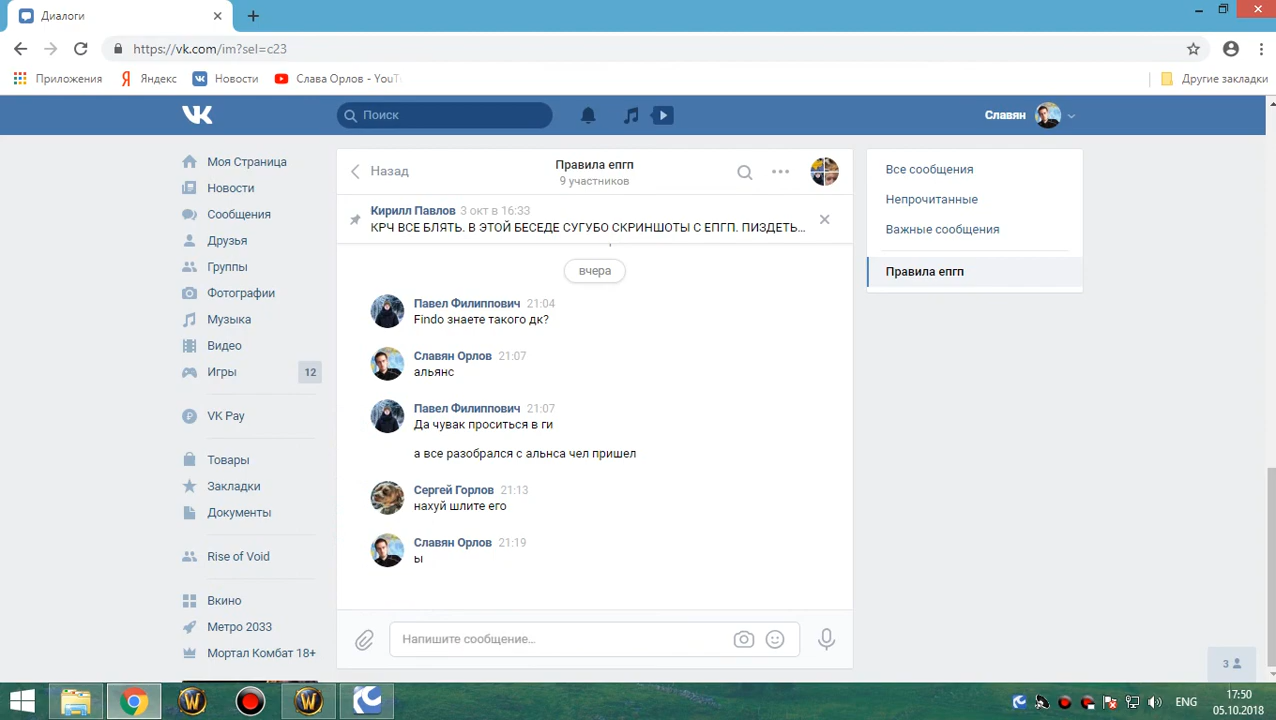 Диалоги
https://vk.com/im?sel=c23
Приложения
Яндекс
Новости
Слава Орлов - YouT
Другие закладки
Поиск
Славян
Моя Страница
Новости
Сообщения
Друзья
Группы
Фотографии
Музыка
Видео
Игры 12
VK Pay
Товары
Закладки
Документы
Rise of Void
Вкино
Метро 2033
Мортал Комбат 18+
Назад
Правила епгп
9 участников
Кирилл Павлов 3 окт в 16:33
КРЧ ВСЕ БЛЯТЬ. В ЭТОЙ БЕСЕДЕ СУГУБО СКРИНШОТЫ С ЕПГП. ПИЗДЕТЬ...
вчера
Павел Филиппович 21:04
Findo знаете такого дк?
Славян Орлов 21:07
альянс
Павел Филиппович 21:07
Да чувак проситься в ги
а все разобрался с альнса чел пришел
Сергей Горлов 21:13
нахуй шлите его
Славян Орлов 21:19
ы
Напишите сообщение...
Все сообщения
Непрочитанные
Важные сообщения
Правила епгп
3
ENG
17:50
05.10.2018